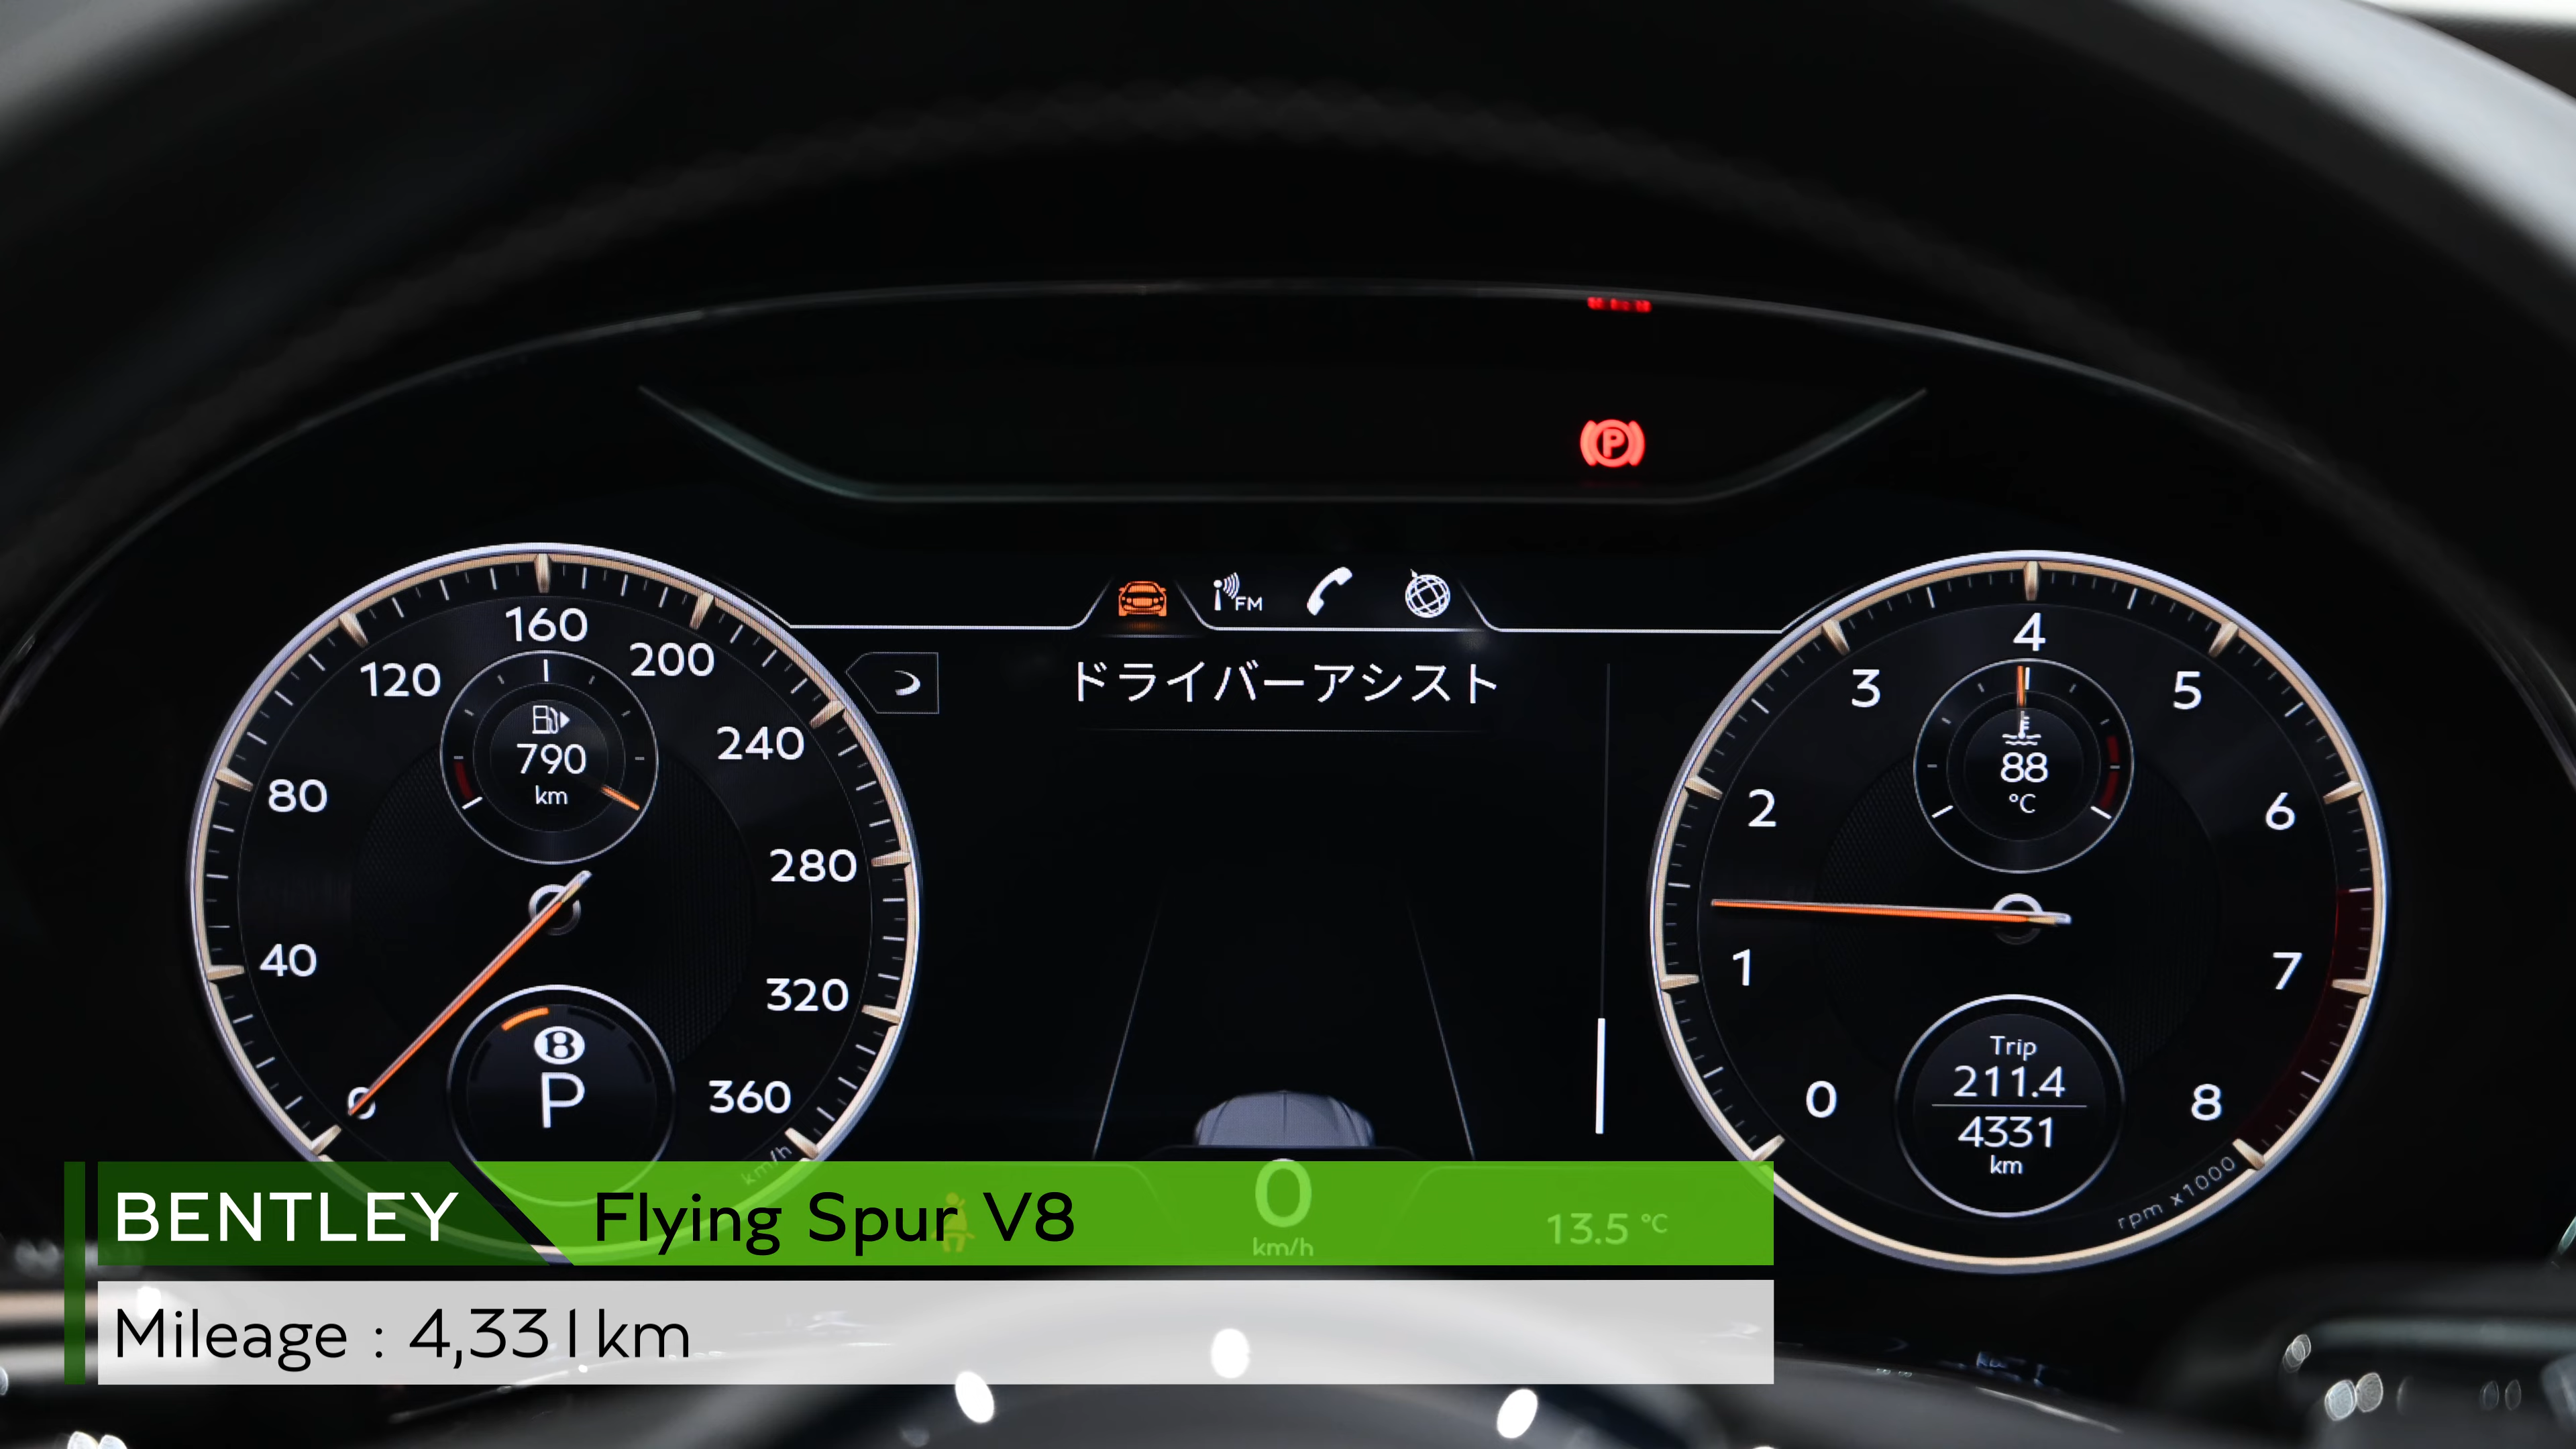 P
FM
ドライバーアシスト
0
40
80
120
160
200
240
280
320
360
km/h
790
km
B
P
0
1
2
3
4
5
6
7
8
rpm x1000
88
°C
Trip
211.4
4331
km
0
km/h
13.5 °C
BENTLEY Flying Spur V8
Mileage : 4,331km